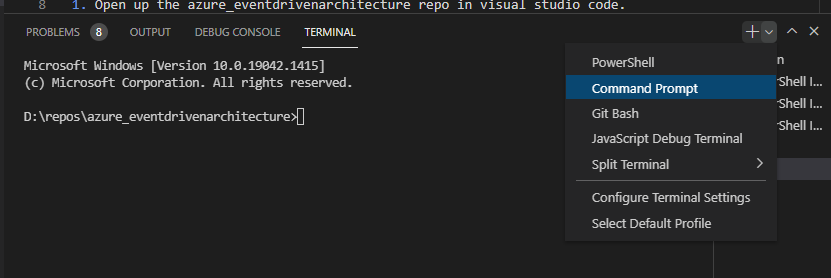 8 1. Open up the azure_eventdrivenarchitecture repo in visual studio code.
PROBLEMS 8 OUTPUT DEBUG CONSOLE TERMINAL
Microsoft Windows [Version 10.0.19042.1415]
(c) Microsoft Corporation. All rights reserved.
D:\repos\azure_eventdrivenarchitecture>
PowerShell
Command Prompt
Git Bash
JavaScript Debug Terminal
Split Terminal
Configure Terminal Settings
Select Default Profile
n
rShell I...
rShell I...
rShell I...